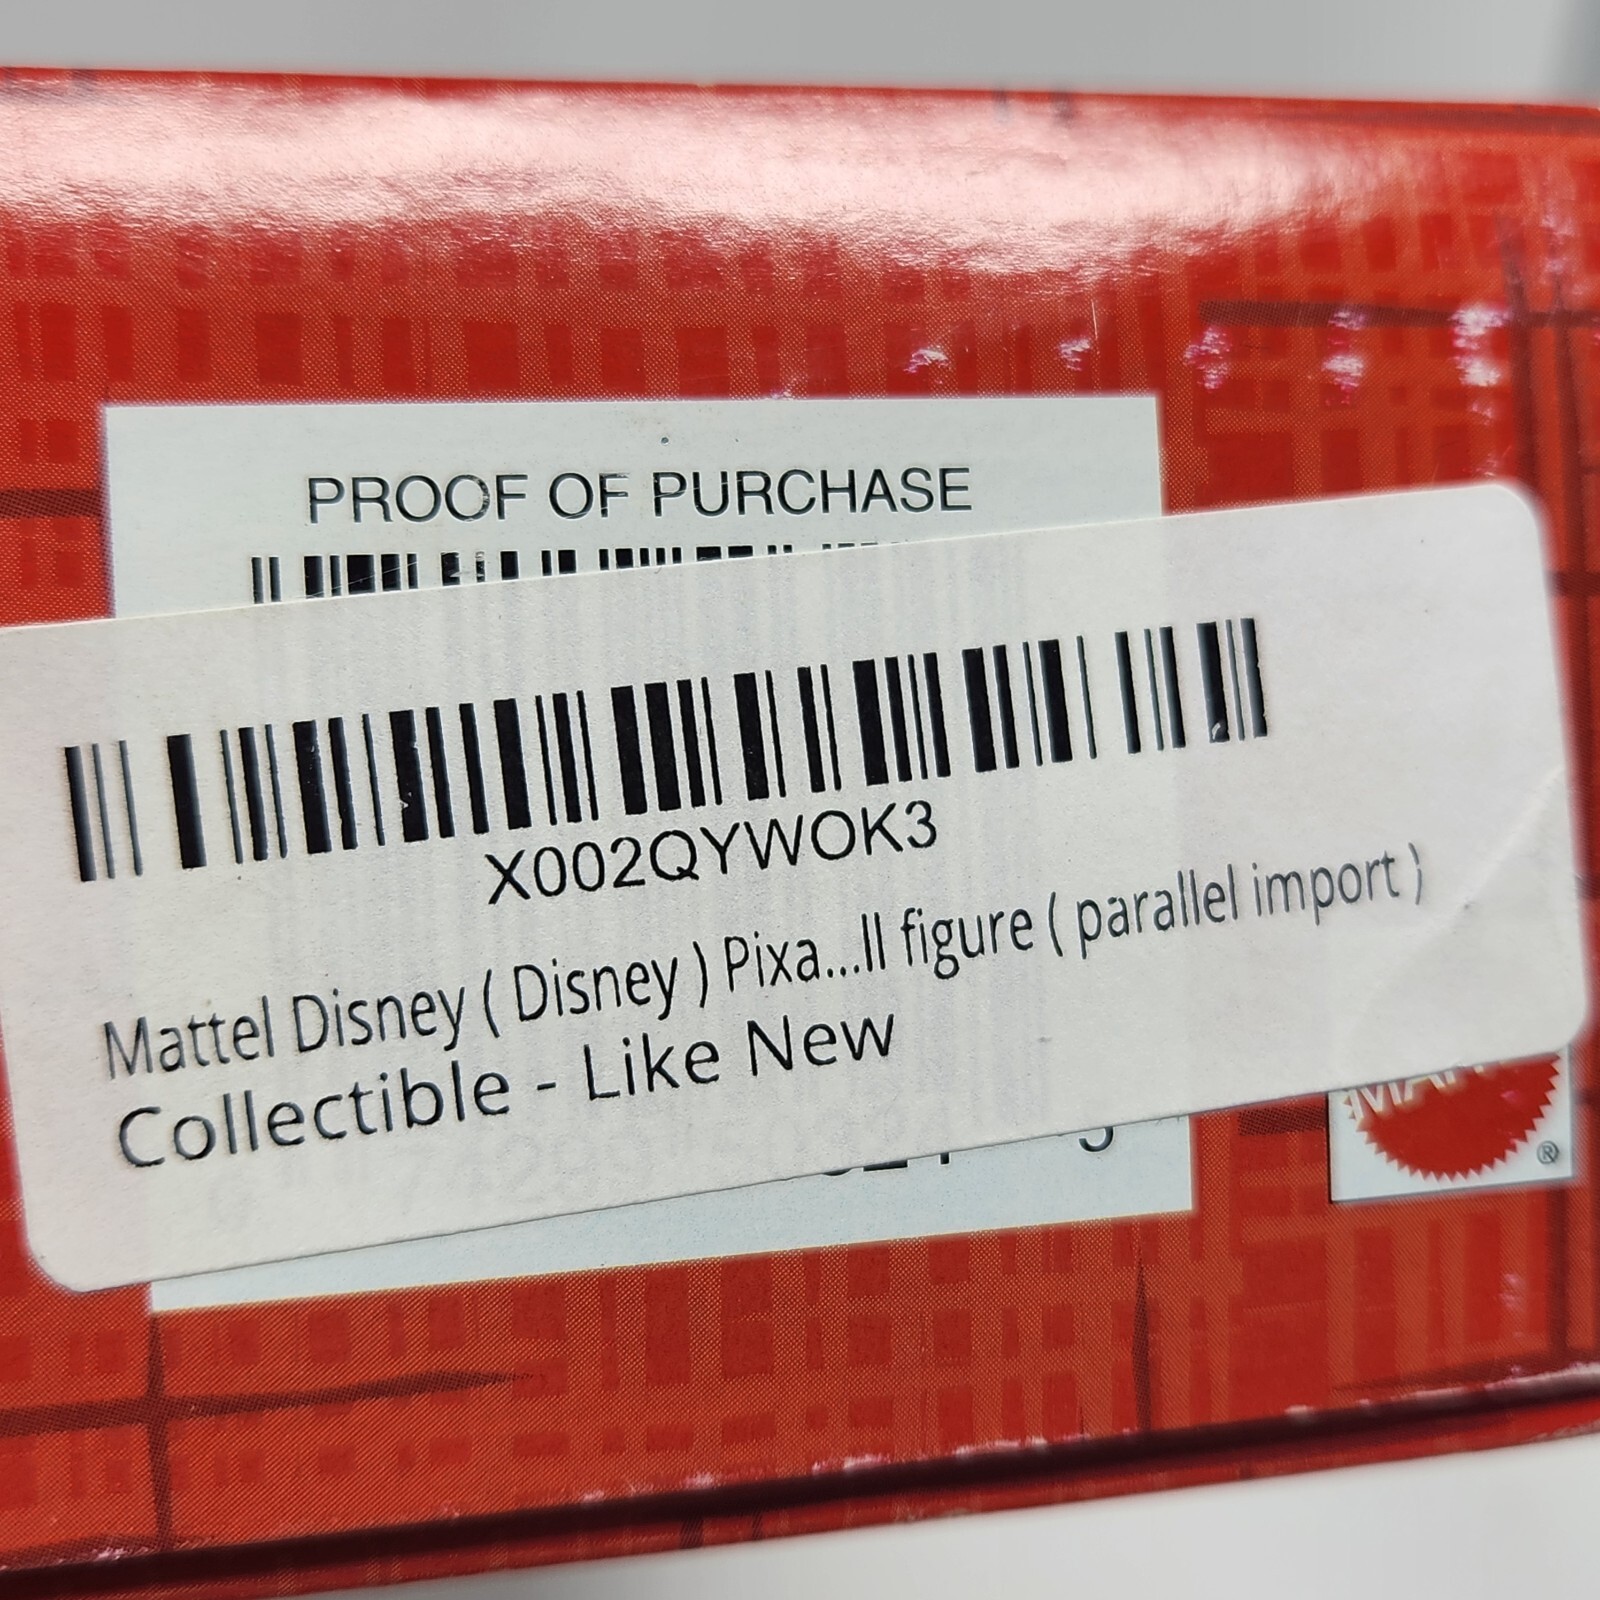 PROOF OF PURCHASE
X002QYWOK3
Mattel Disney ( Disney ) Pixa...ll figure ( parallel import )
Collectible - Like New
®